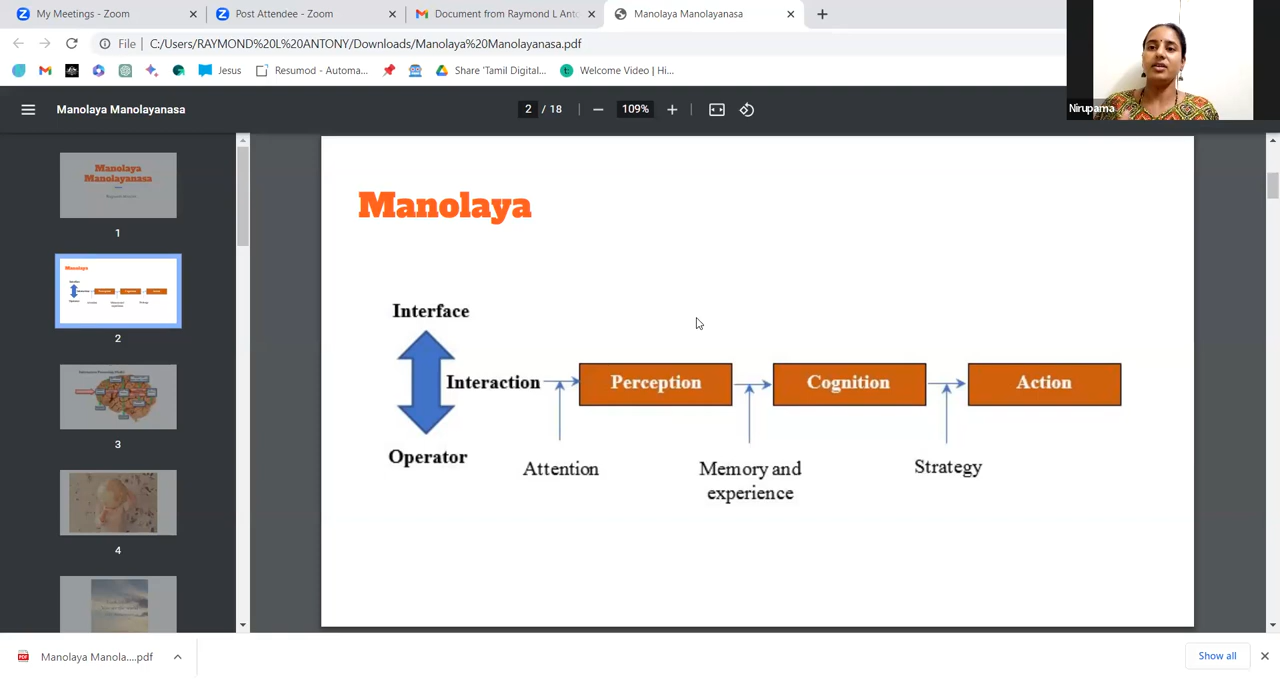 My Meetings - Zoom
Post Attendee - Zoom
Document from Raymond L Anto
Manolaya Manolayanasa
File
C:/Users/RAYMOND%20L%20ANTONY/Downloads/Manolaya%20Manolayanasa.pdf
Jesus
Resumod - Automa...
Share 'Tamil Digital...
Welcome Video | Hi...
Nirupama
Manolaya Manolayanasa
2 / 18
109%
Manolaya
Manolayanasa
1
2
3
4
Manolaya
Interface
Interaction
Perception
Cognition
Action
Operator
Attention
Memory and
experience
Strategy
Manolaya Manola....pdf
Show all